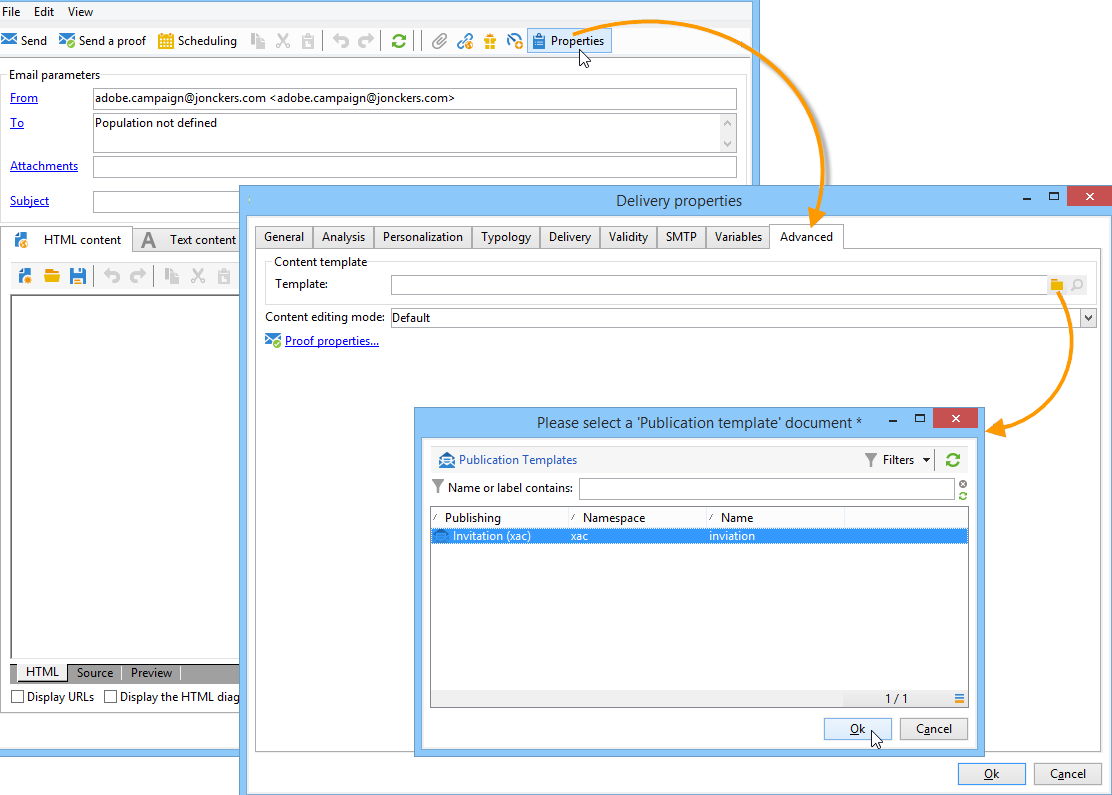 File Edit View
Send Send a proof Scheduling Properties
Email parameters
From adobe.campaign@jonckers.com <adobe.campaign@jonckers.com>
To Population not defined
Attachments
Subject
HTML content Text content
HTML Source Preview
Display URLs Display the HTML diag
Delivery properties
General Analysis Personalization Typology Delivery Validity SMTP Variables Advanced
Content template
Template:
Content editing mode: Default
Proof properties...
Please select a 'Publication template' document *
Publication Templates Filters
Name or label contains:
Publishing Namespace Name
Invitation (xac) xac inviation
1 / 1
Ok Cancel
Ok Cancel